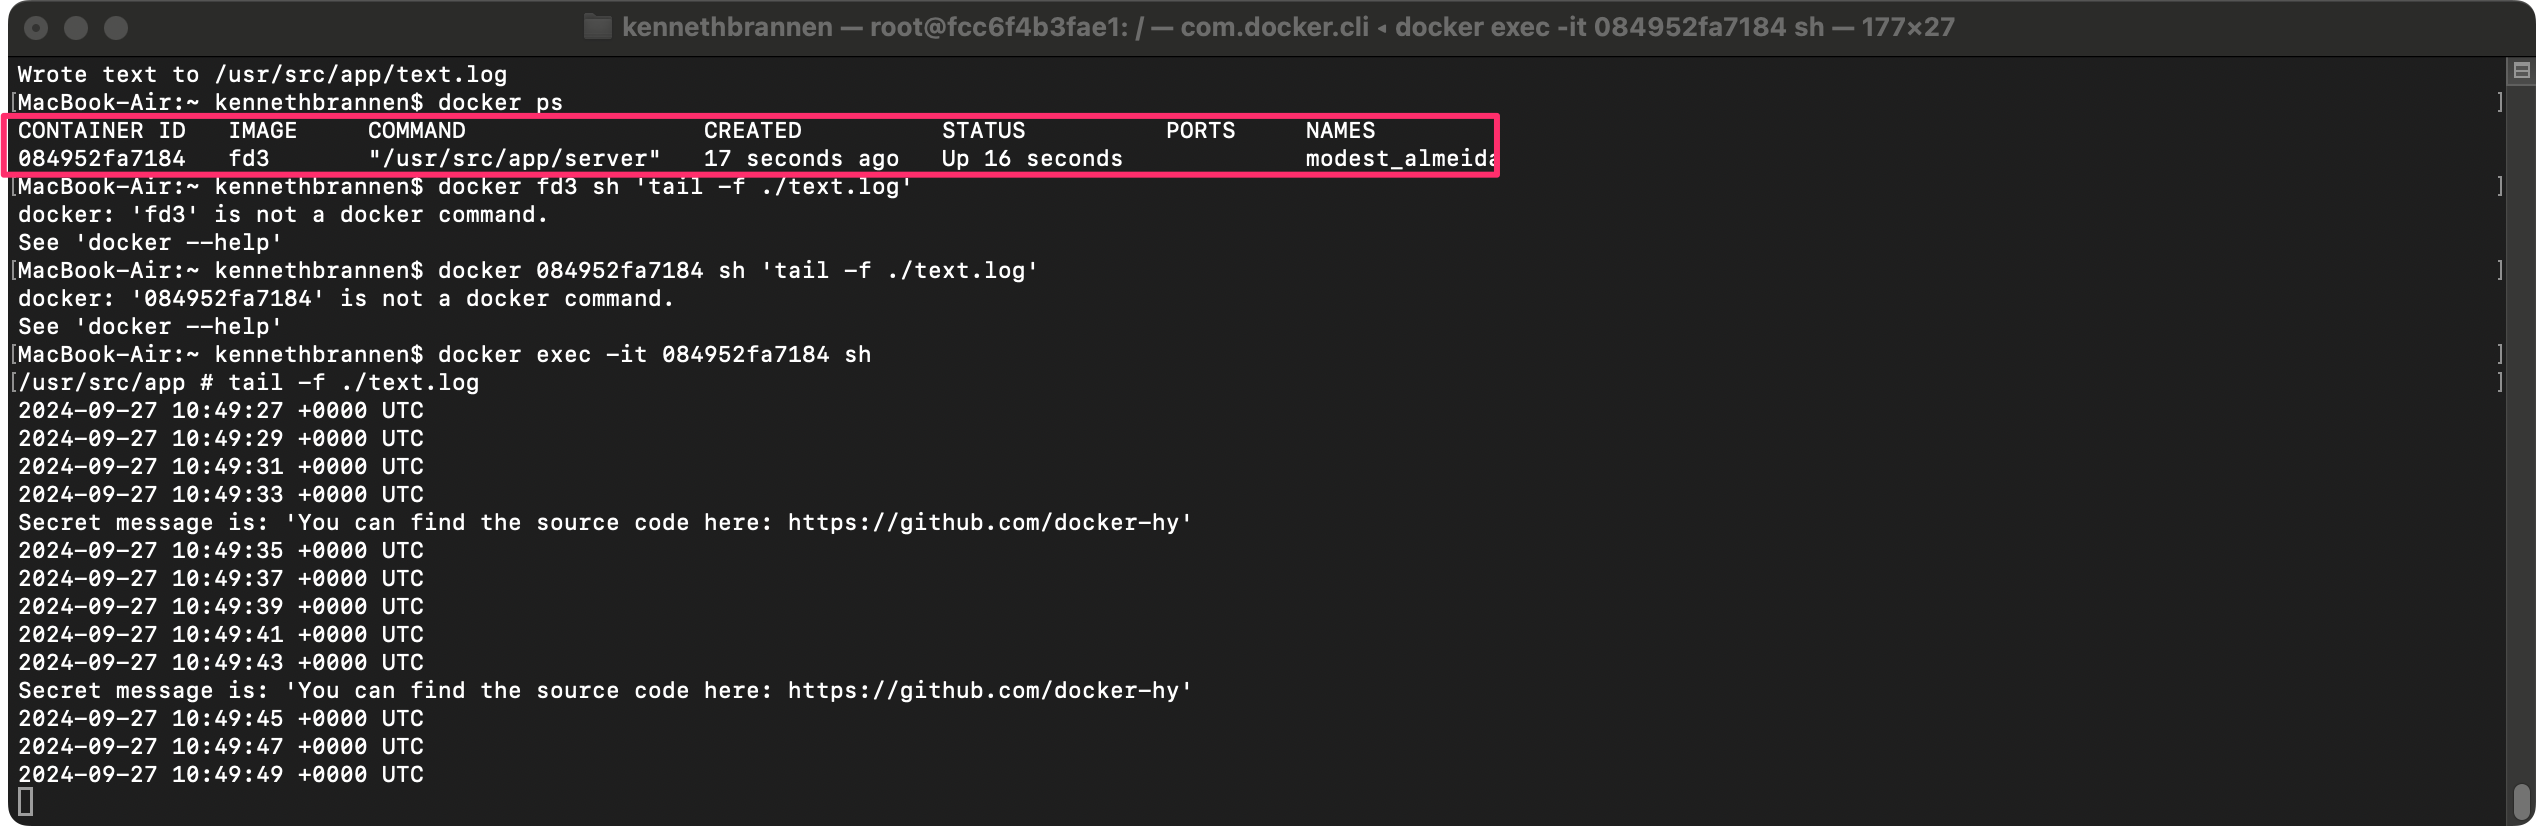 kennethbrannen — root@fcc6f4b3fae1: / — com.docker.cli ◂ docker exec -it 084952fa7184 sh — 177×27
Wrote text to /usr/src/app/text.log
[MacBook-Air:~ kennethbrannen$ docker ps ]
CONTAINER ID   IMAGE     COMMAND                 CREATED          STATUS          PORTS     NAMES
084952fa7184   fd3       "/usr/src/app/server"   17 seconds ago   Up 16 seconds             modest_almeida
[MacBook-Air:~ kennethbrannen$ docker fd3 sh 'tail -f ./text.log' ]
docker: 'fd3' is not a docker command.
See 'docker --help'
[MacBook-Air:~ kennethbrannen$ docker 084952fa7184 sh 'tail -f ./text.log' ]
docker: '084952fa7184' is not a docker command.
See 'docker --help'
[MacBook-Air:~ kennethbrannen$ docker exec -it 084952fa7184 sh ]
[/usr/src/app # tail -f ./text.log ]
2024-09-27 10:49:27 +0000 UTC
2024-09-27 10:49:29 +0000 UTC
2024-09-27 10:49:31 +0000 UTC
2024-09-27 10:49:33 +0000 UTC
Secret message is: 'You can find the source code here: https://github.com/docker-hy'
2024-09-27 10:49:35 +0000 UTC
2024-09-27 10:49:37 +0000 UTC
2024-09-27 10:49:39 +0000 UTC
2024-09-27 10:49:41 +0000 UTC
2024-09-27 10:49:43 +0000 UTC
Secret message is: 'You can find the source code here: https://github.com/docker-hy'
2024-09-27 10:49:45 +0000 UTC
2024-09-27 10:49:47 +0000 UTC
2024-09-27 10:49:49 +0000 UTC